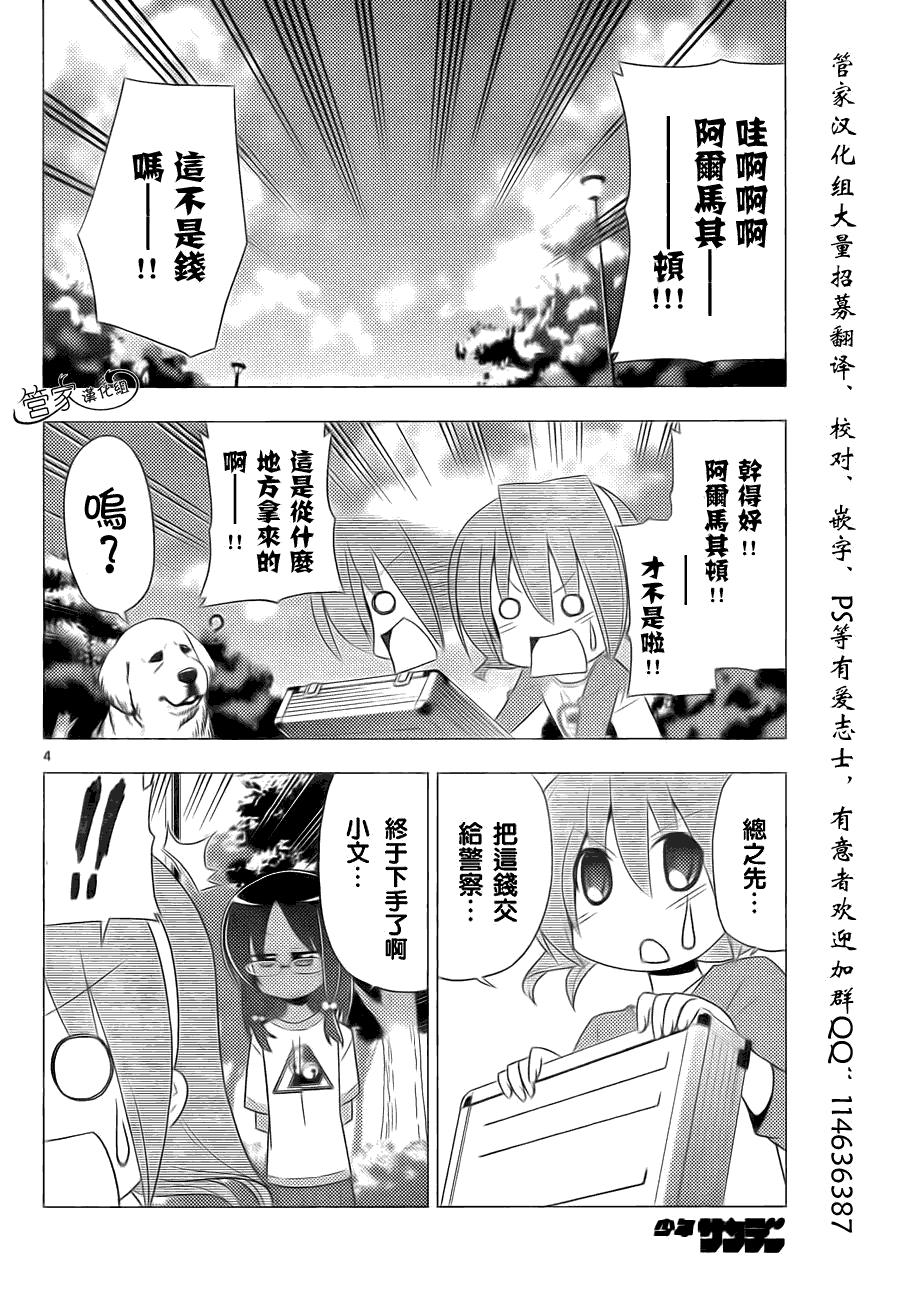 哇啊啊啊
阿爾馬其——
——頓!!!
這不是錢
嗎——!!
管家漢化組
幹得好!!
阿爾馬其頓——!!
才不是啦!!
這是從什麼
地方拿來的
啊——!!
嗚?
?
4
總之先…
把這錢交
給警察…
終于下手了啊
小文…
!!
少年サンデー
管家汉化组大量招募翻译、校对、嵌字、PS等有爱志士，有意者欢迎加群QQ：114636387